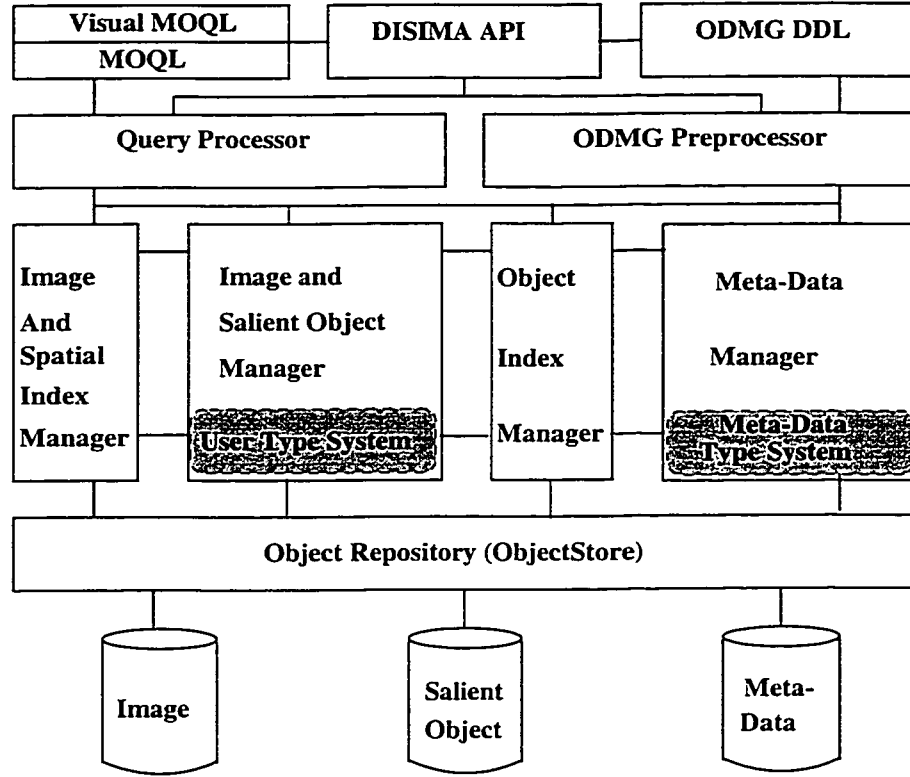 Visual MOQL
MOQL
DISIMA API
ODMG DDL
Query Processor
ODMG Preprocessor
Image
And
Spatial
Index
Manager
Image and
Salient Object
Manager
User Type System
Object
Index
Manager
Meta-Data
Manager
Meta-Data
Type System
Object Repository (ObjectStore)
Image
Salient
Object
Meta-
Data